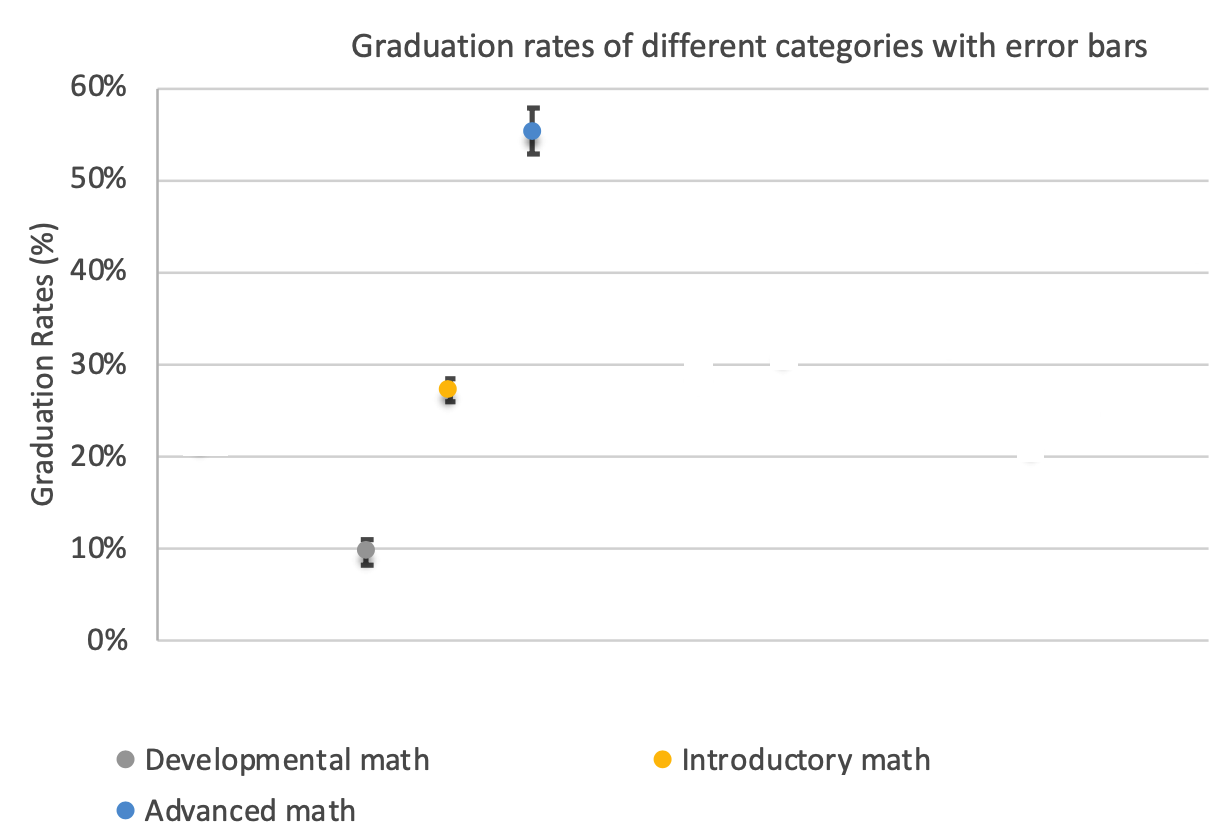 Graduation rates of different categories with error bars
60%
50%
40%
30%
20%
10%
0%
Graduation Rates (%)
Developmental math
Introductory math
Advanced math